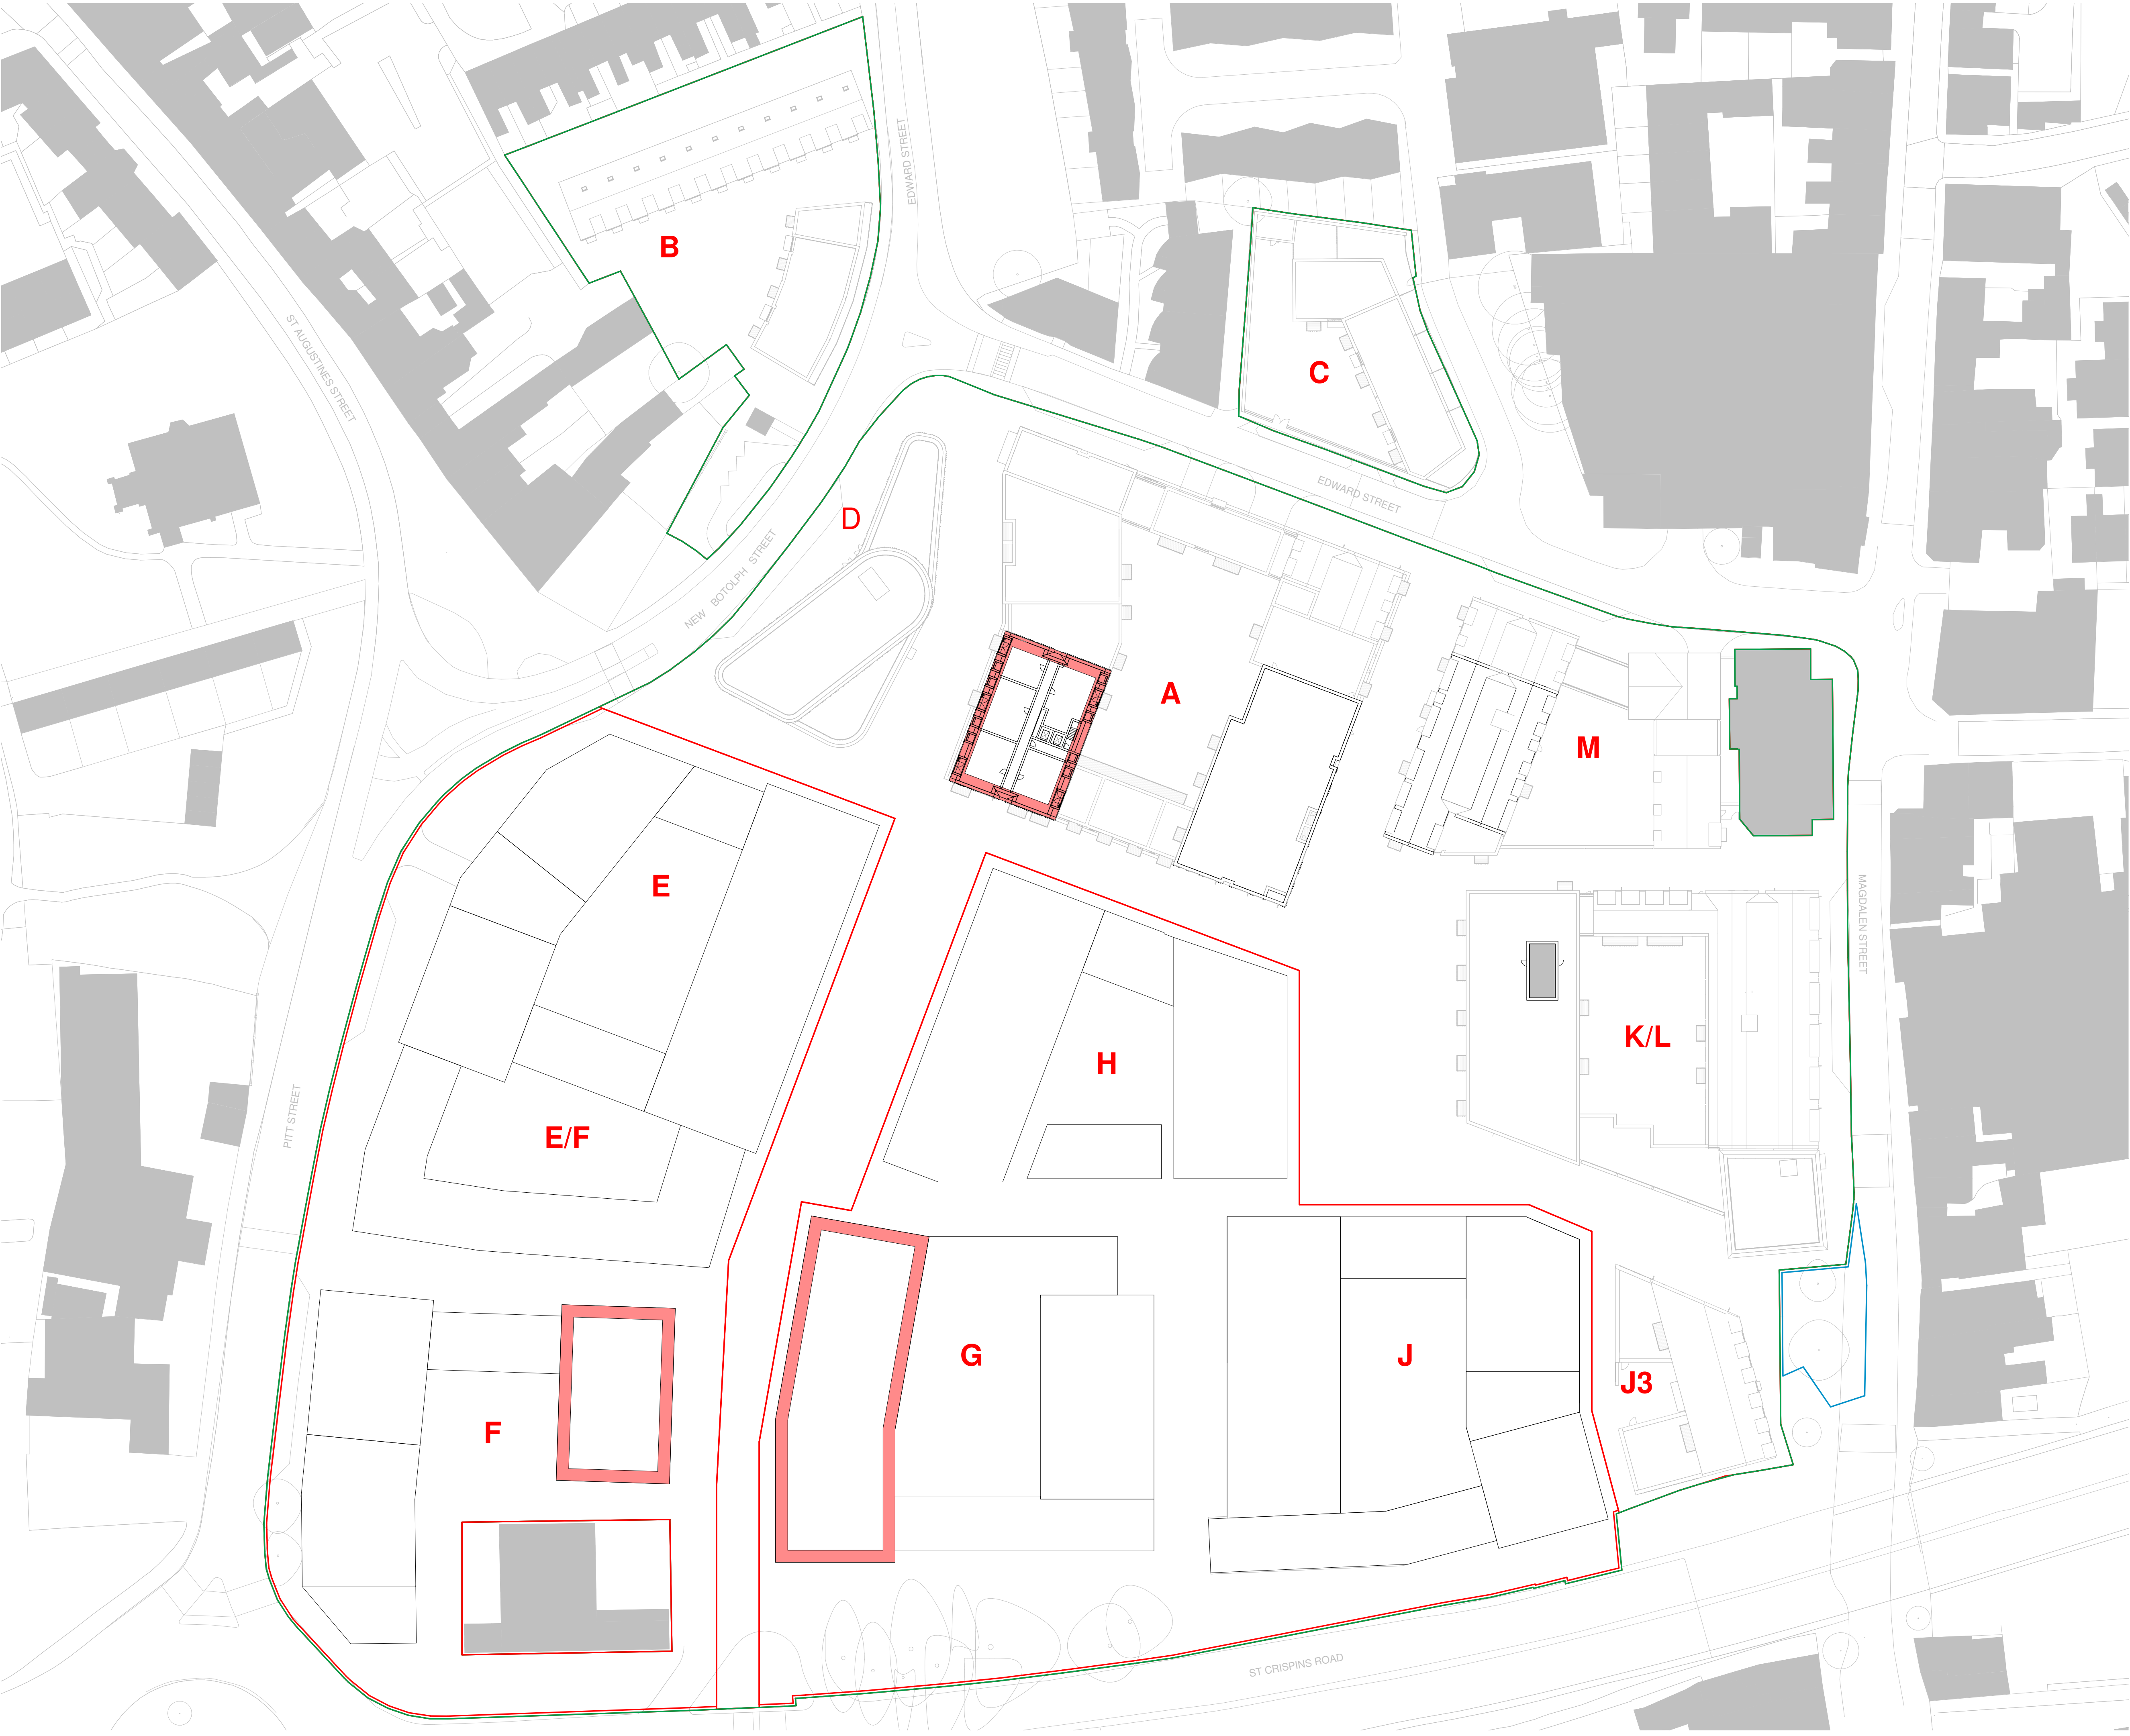 EDWARD STREET
B
ST AUGUSTINES STREET
C
EDWARD STREET
D
NEW BOTOLPH STREET
A
M
E
MAGDALEN STREET
K/L
H
PITT STREET
E/F
G
J
J3
F
ST CRISPINS ROAD